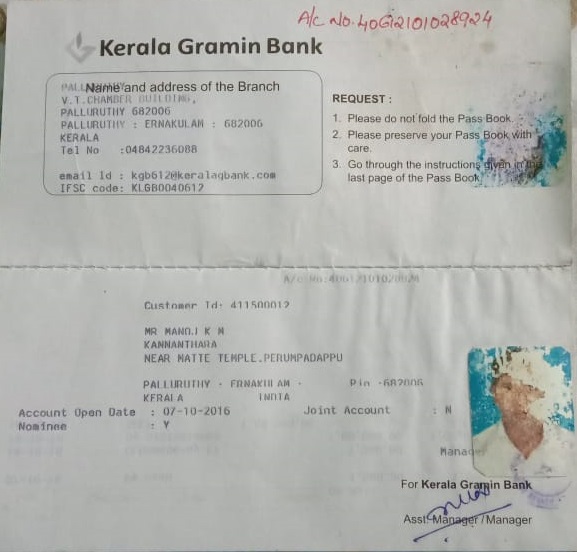 A/c No. 40612101028924
Kerala Gramin Bank
Name and address of the Branch
PALLURUTHY
V.T.CHAMBER BUILDING,
PALLURUTHY 682006
PALLURUTHY : ERNAKULAM : 682006
KERALA
Tel No :04842236088
email Id : kgb612@keralagbank.com
IFSC code: KLGB0040612
REQUEST :
1. Please do not fold the Pass Book.
2. Please preserve your Pass Book with care.
3. Go through the instructions given in the
last page of the Pass Book.
Customer Id: 411500012
MR MANOJ K M
KANNANTHARA
NEAR MATTE TEMPLE.PERUMPADAPPU
PALLURUTHY - ERNAKULAM - Pin -682006
KERALA INDIA
Account Open Date : 07-10-2016 Joint Account : N
Nominee : Y
Manager
For Kerala Gramin Bank
Asst. Manager / Manager